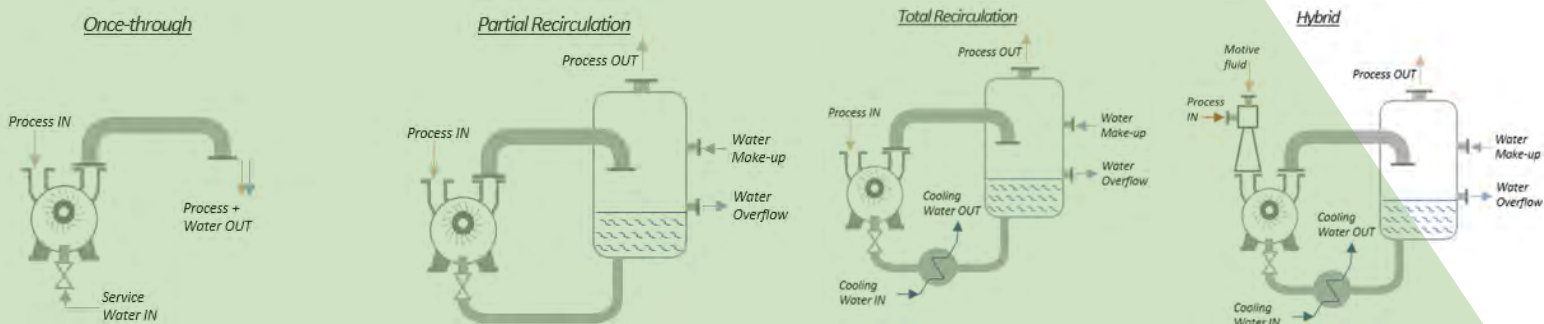 Once-through
Process IN
Process +
Water OUT
Service
Water IN
Partial Recirculation
Process OUT
Process IN
Water
Make-up
Water
Overflow
Total Recirculation
Process OUT
Process IN
Water
Make-up
Water
Overflow
Cooling
Water OUT
Cooling
Water IN
Hybrid
Motive
fluid
Process OUT
Process
IN
Water
Make-up
Water
Overflow
Cooling
Water OUT
Cooling
Water IN